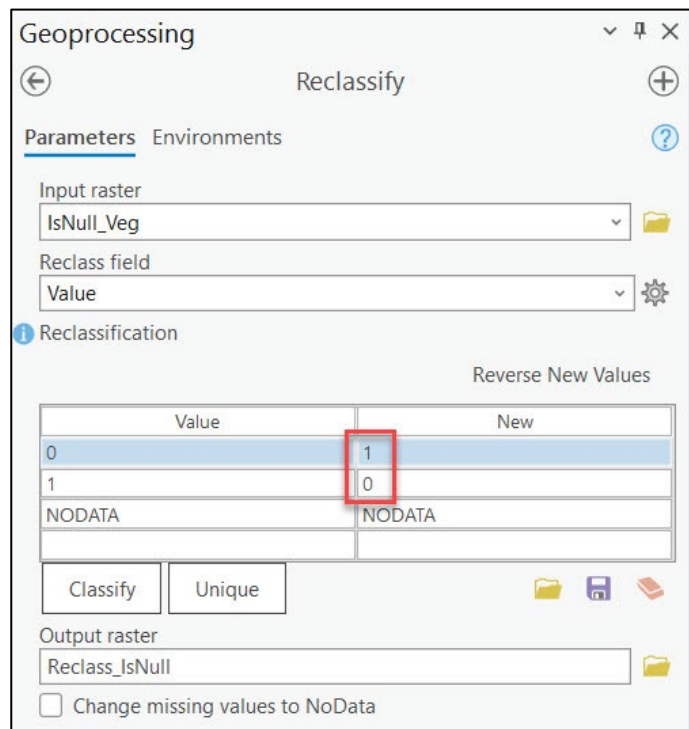 Geoprocessing
Reclassify
Parameters Environments
Input raster
IsNull_Veg
Reclass field
Value
Reclassification
Reverse New Values
Value New
0 1
1 0
NODATA NODATA
Classify Unique
Output raster
Reclass_IsNull
Change missing values to NoData